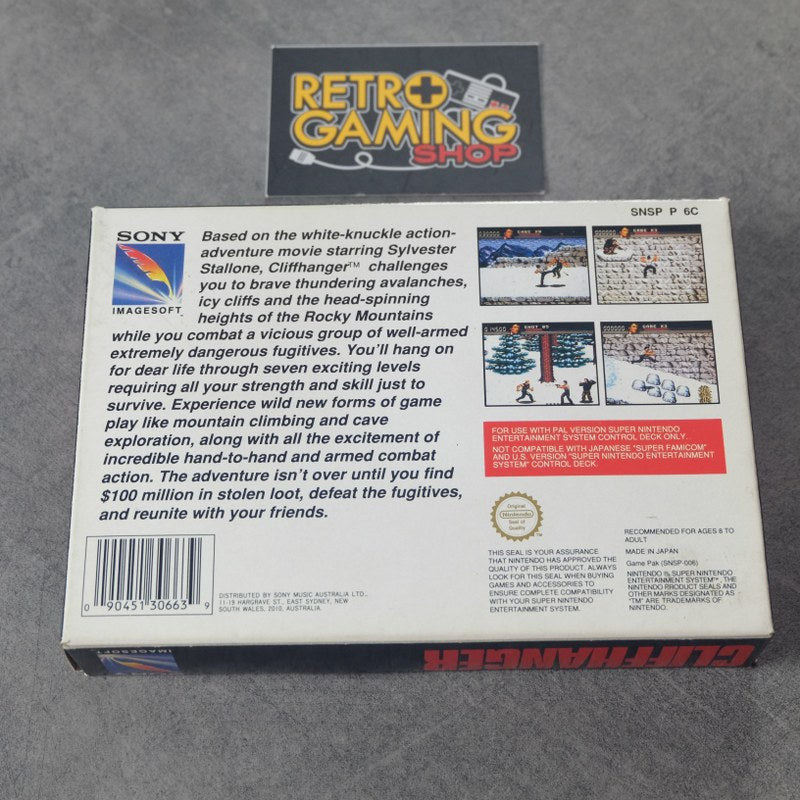 RETRO
GAMING
SHOP
SNSP P 6C
SONY
IMAGESOFT
Based on the white-knuckle action-
adventure movie starring Sylvester
Stallone, Cliffhanger™ challenges
you to brave thundering avalanches,
icy cliffs and the head-spinning
heights of the Rocky Mountains
while you combat a vicious group of well-armed
extremely dangerous fugitives. You'll hang on
for dear life through seven exciting levels
requiring all your strength and skill just to
survive. Experience wild new forms of game
play like mountain climbing and cave
exploration, along with all the excitement of
incredible hand-to-hand and armed combat
action. The adventure isn't over until you find
$100 million in stolen loot, defeat the fugitives,
and reunite with your friends.
FOR USE WITH PAL VERSION SUPER NINTENDO
ENTERTAINMENT SYSTEM CONTROL DECK ONLY.
NOT COMPATIBLE WITH JAPANESE "SUPER FAMICOM"
AND U.S. VERSION "SUPER NINTENDO ENTERTAINMENT
SYSTEM" CONTROL DECK.
Original
Nintendo
Seal of
Quality
TM
THIS SEAL IS YOUR ASSURANCE
THAT NINTENDO HAS APPROVED THE
QUALITY OF THIS PRODUCT. ALWAYS
LOOK FOR THIS SEAL WHEN BUYING
GAMES AND ACCESSORIES TO
ENSURE COMPLETE COMPATIBILITY
WITH YOUR SUPER NINTENDO
ENTERTAINMENT SYSTEM.
RECOMMENDED FOR AGES 8 TO
ADULT
MADE IN JAPAN
Game Pak (SNSP-006)
NINTENDO ®, SUPER NINTENDO
ENTERTAINMENT SYSTEM™, THE
NINTENDO PRODUCT SEALS AND
OTHER MARKS DESIGNATED AS
"TM" ARE TRADEMARKS OF
NINTENDO.
0 90451 30663 9
DISTRIBUTED BY SONY MUSIC AUSTRALIA LTD.,
11-19 HARGRAVE ST., EAST SYDNEY, NEW
SOUTH WALES, 2010, AUSTRALIA.
IMAGESOFT
CLIFFHANGER